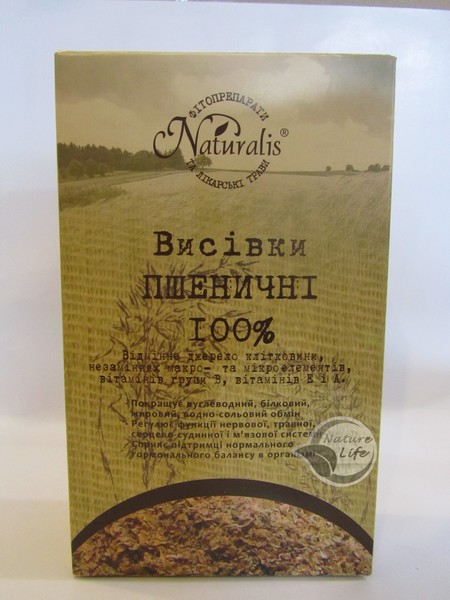 ФІТОПРЕПАРАТИ
Naturalis®
ТА ЛІКАРСЬКІ ТРАВИ
Висівки
ПШЕНИЧНІ
100%
Відмінне джерело клітковини,
незамінних макро- та мікроелементів,
вітамінів групи В, вітамінів Е і А.
Покращує вуглеводний, білковий,
жировий, водно-сольовий обмін
Регулює функції нервової, травної,
серцево-судинної і м'язової системи
Сприяє підтримці нормального
гормонального балансу в організмі
Nature
Life